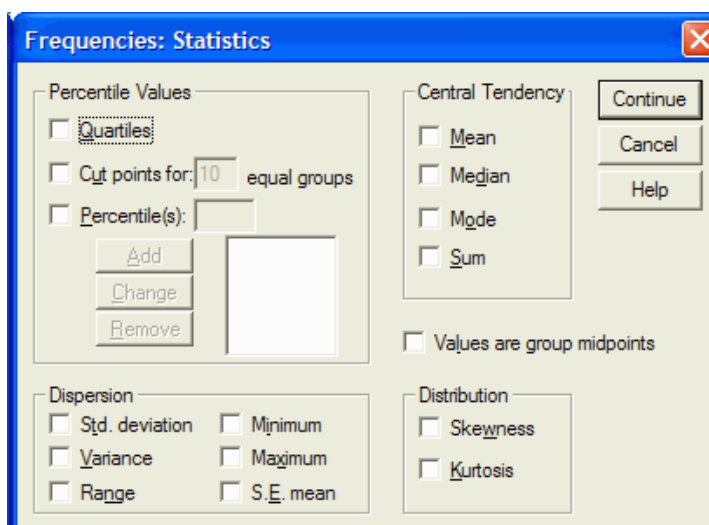 Frequencies: Statistics
Percentile Values
Quartiles
Cut points for: 10 equal groups
Percentile(s):
Add
Change
Remove
Central Tendency
Mean
Median
Mode
Sum
Continue
Cancel
Help
Values are group midpoints
Dispersion
Std. deviation
Minimum
Variance
Maximum
Range
S.E. mean
Distribution
Skewness
Kurtosis